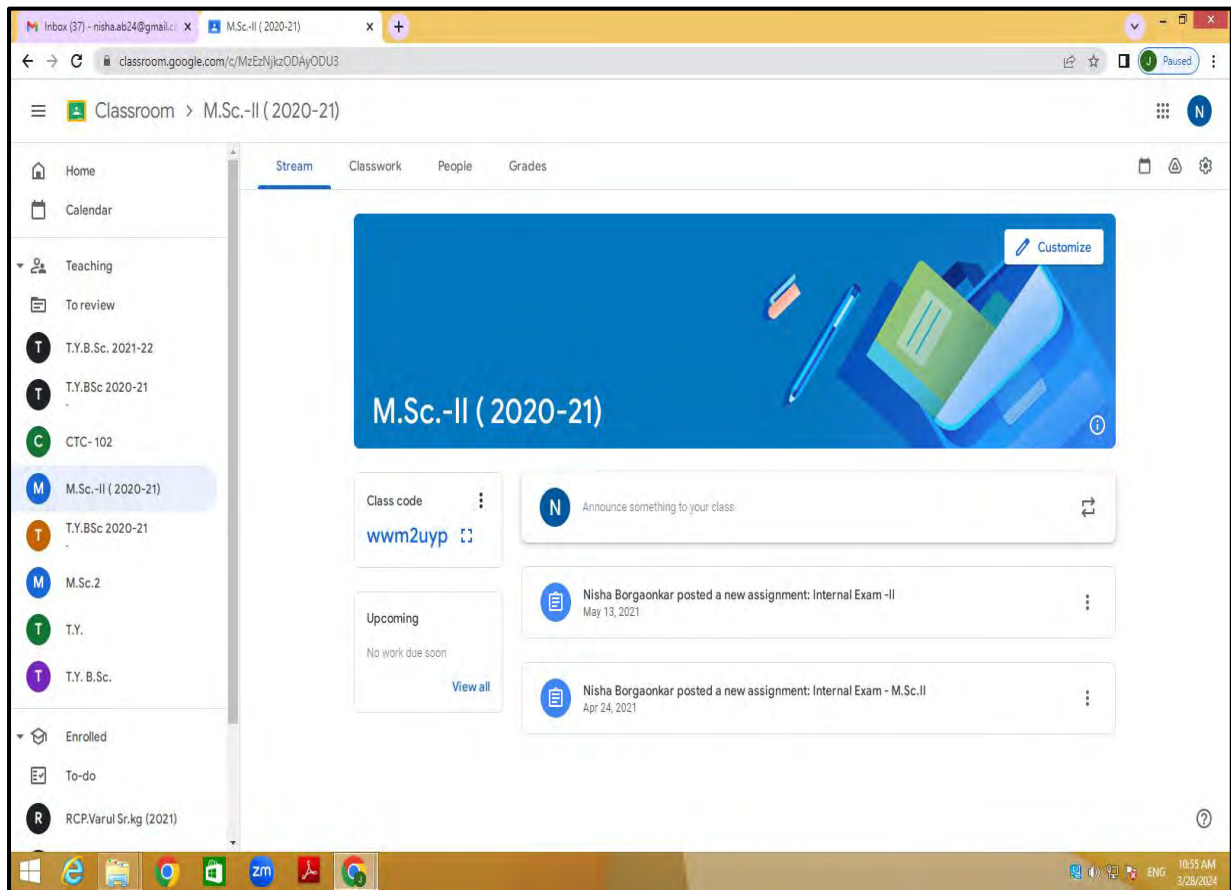 Inbox (37) - nisha.ab24@gmail.c
M.Sc.-II ( 2020-21)
classroom.google.com/c/MzEzNjkzODAyODU3
J Paused
Classroom > M.Sc.-II ( 2020-21)
N
Home
Calendar
Teaching
To review
T T.Y.B.Sc. 2021-22
T T.Y.BSc 2020-21
-
C CTC- 102
M M.Sc.-II ( 2020-21)
T T.Y.BSc 2020-21
-
M M.Sc.2
T T.Y.
T T.Y. B.Sc.
Enrolled
To-do
R RCP.Varul Sr.kg (2021)
Stream Classwork People Grades
Customize
M.Sc.-II ( 2020-21)
Class code
wwm2uyp
Upcoming
No work due soon
View all
N Announce something to your class
Nisha Borgaonkar posted a new assignment: Internal Exam -II
May 13, 2021
Nisha Borgaonkar posted a new assignment: Internal Exam - M.Sc.II
Apr 24, 2021
zm
J
ENG
10:55 AM
3/28/2024